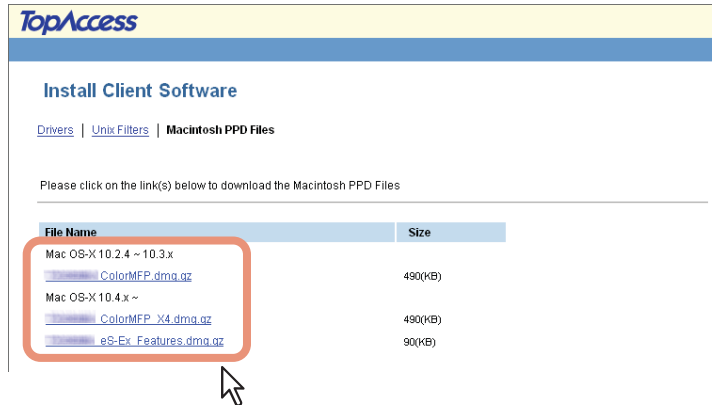 TopAccess
Install Client Software
Drivers | Unix Filters | Macintosh PPD Files
Please click on the link(s) below to download the Macintosh PPD Files
File Name Size
Mac OS-X 10.2.4 ~ 10.3.x
ColorMFP.dmg.gz 490(KB)
Mac OS-X 10.4.x ~
ColorMFP_X4.dmg.gz 490(KB)
eS-Ex_Features.dmg.gz 90(KB)